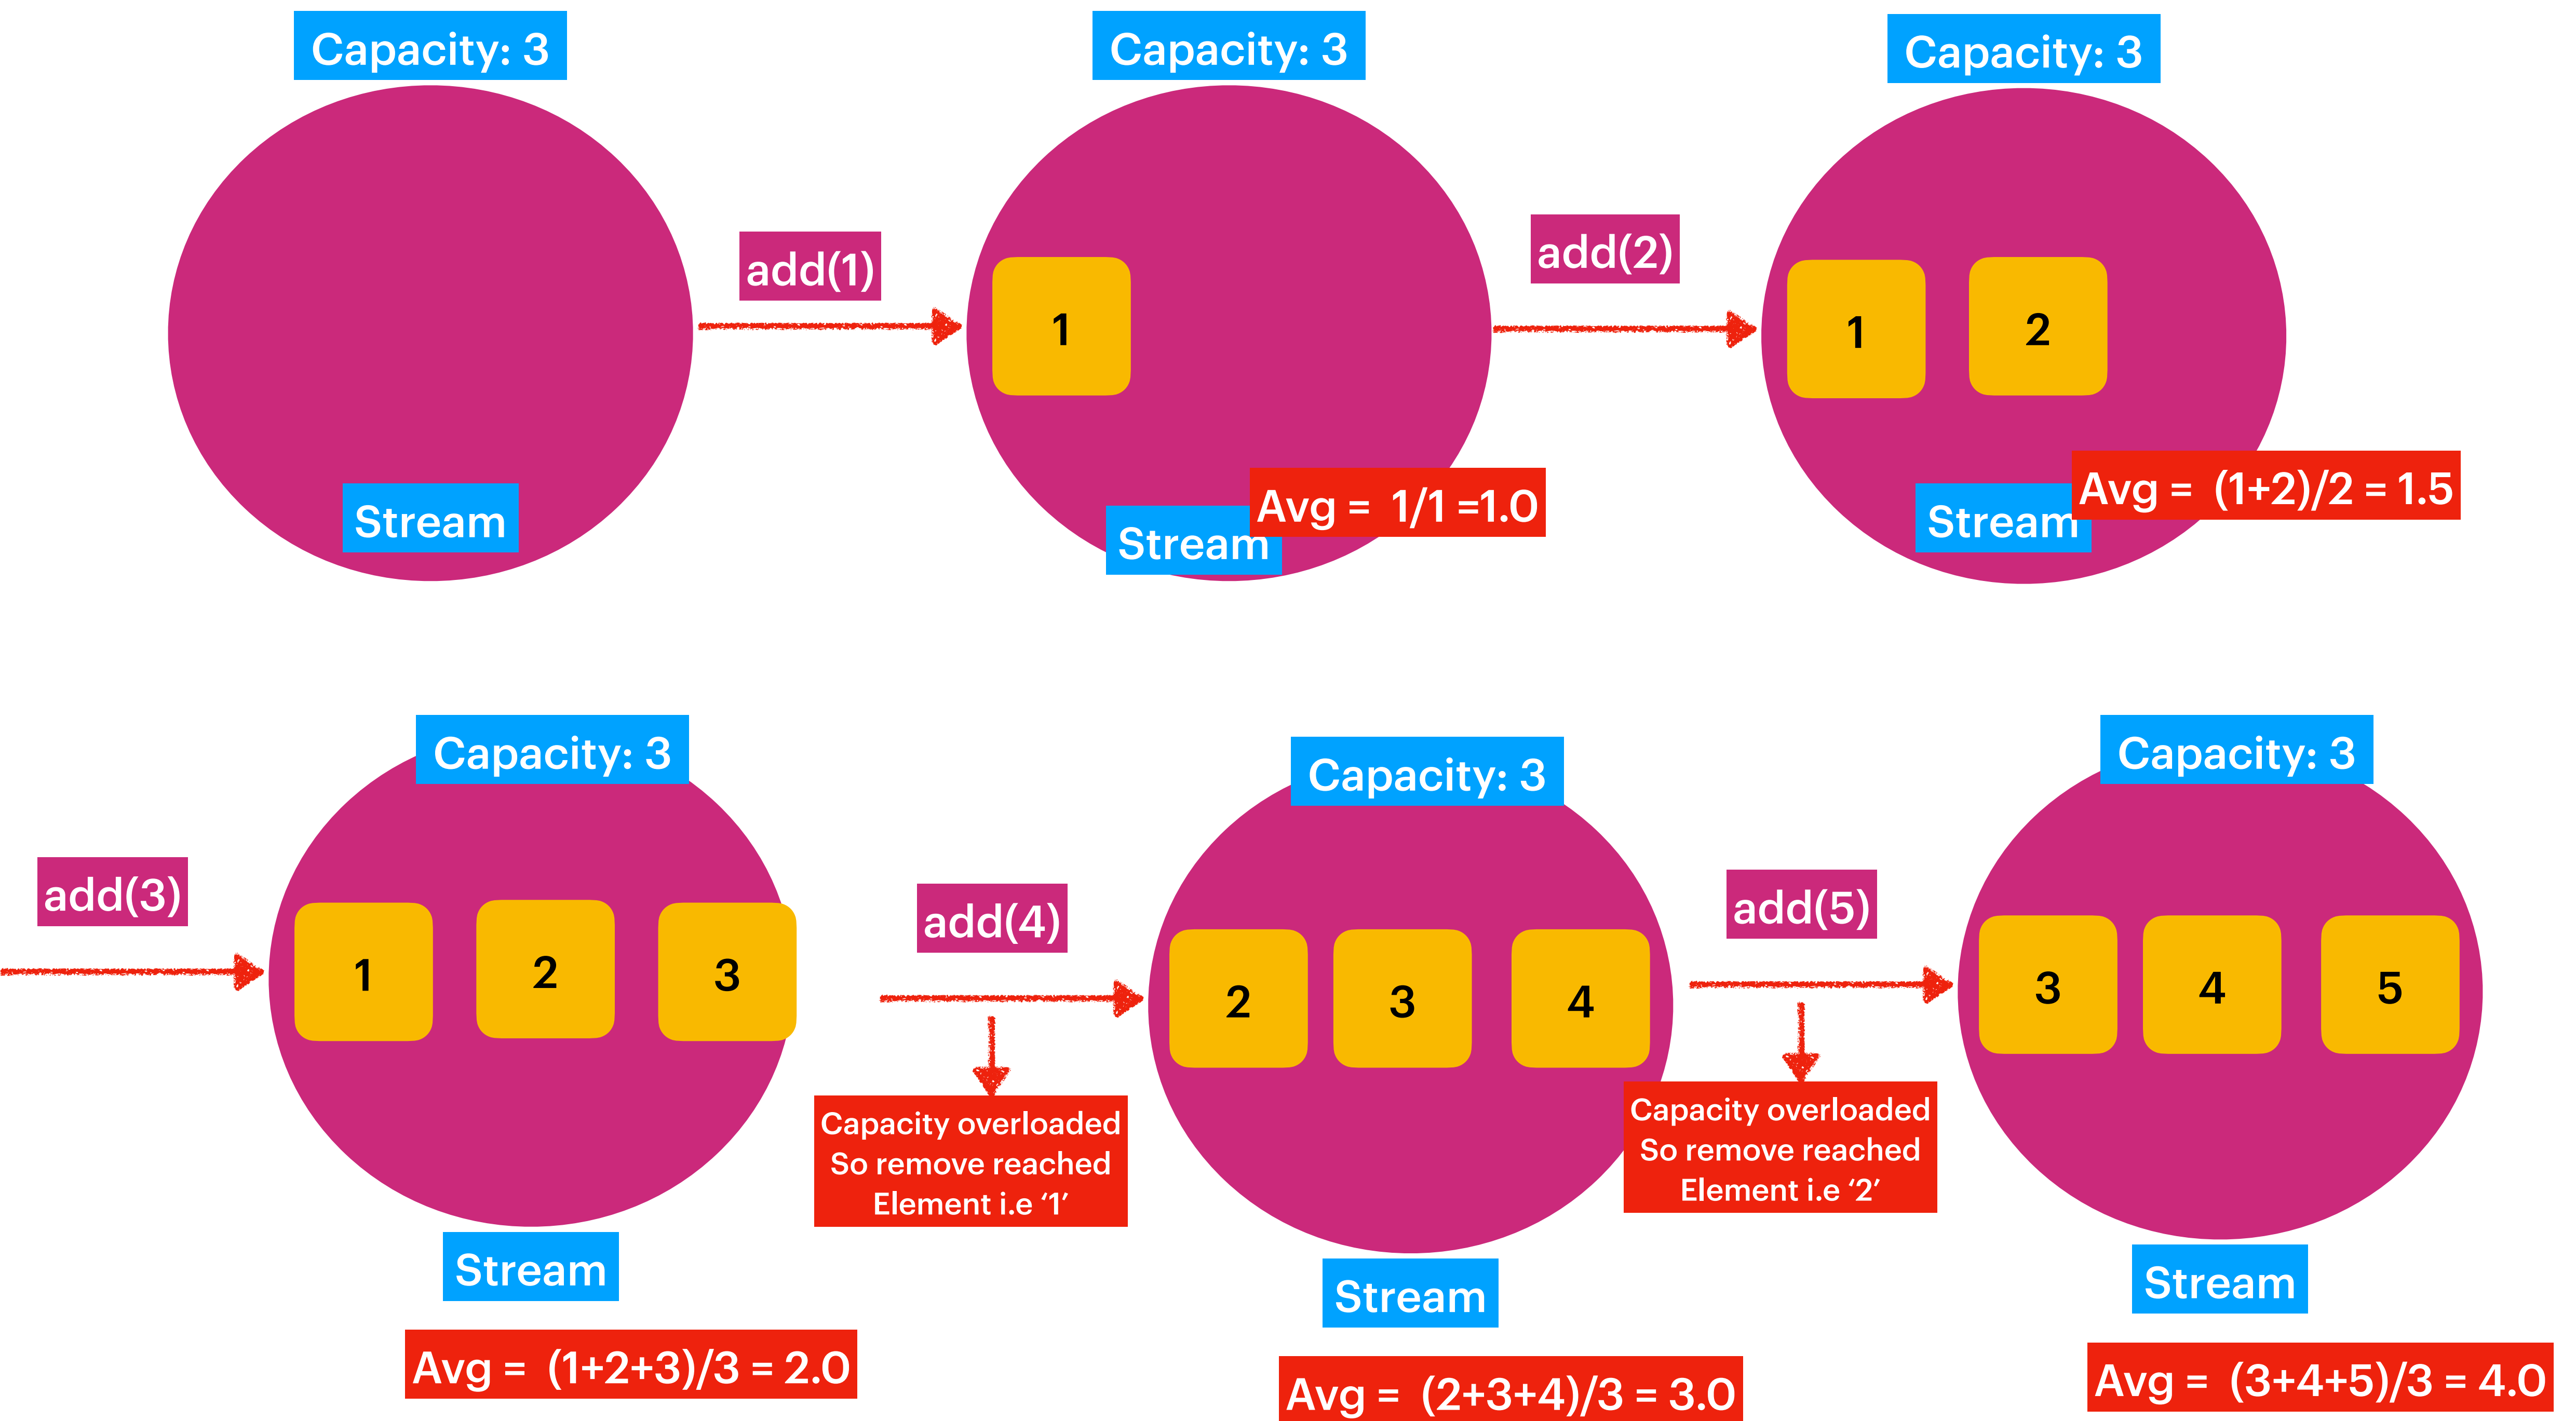 Capacity: 3
Capacity: 3
Capacity: 3
add(1)
add(2)
1
1
2
Stream
Stream
Avg = 1/1 =1.0
Stream
Avg = (1+2)/2 = 1.5
Capacity: 3
Capacity: 3
Capacity: 3
add(3)
1
2
3
add(4)
Capacity overloaded
So remove reached
Element i.e ‘1’
2
3
4
add(5)
Capacity overloaded
So remove reached
Element i.e ‘2’
3
4
5
Stream
Stream
Stream
Avg = (1+2+3)/3 = 2.0
Avg = (2+3+4)/3 = 3.0
Avg = (3+4+5)/3 = 4.0